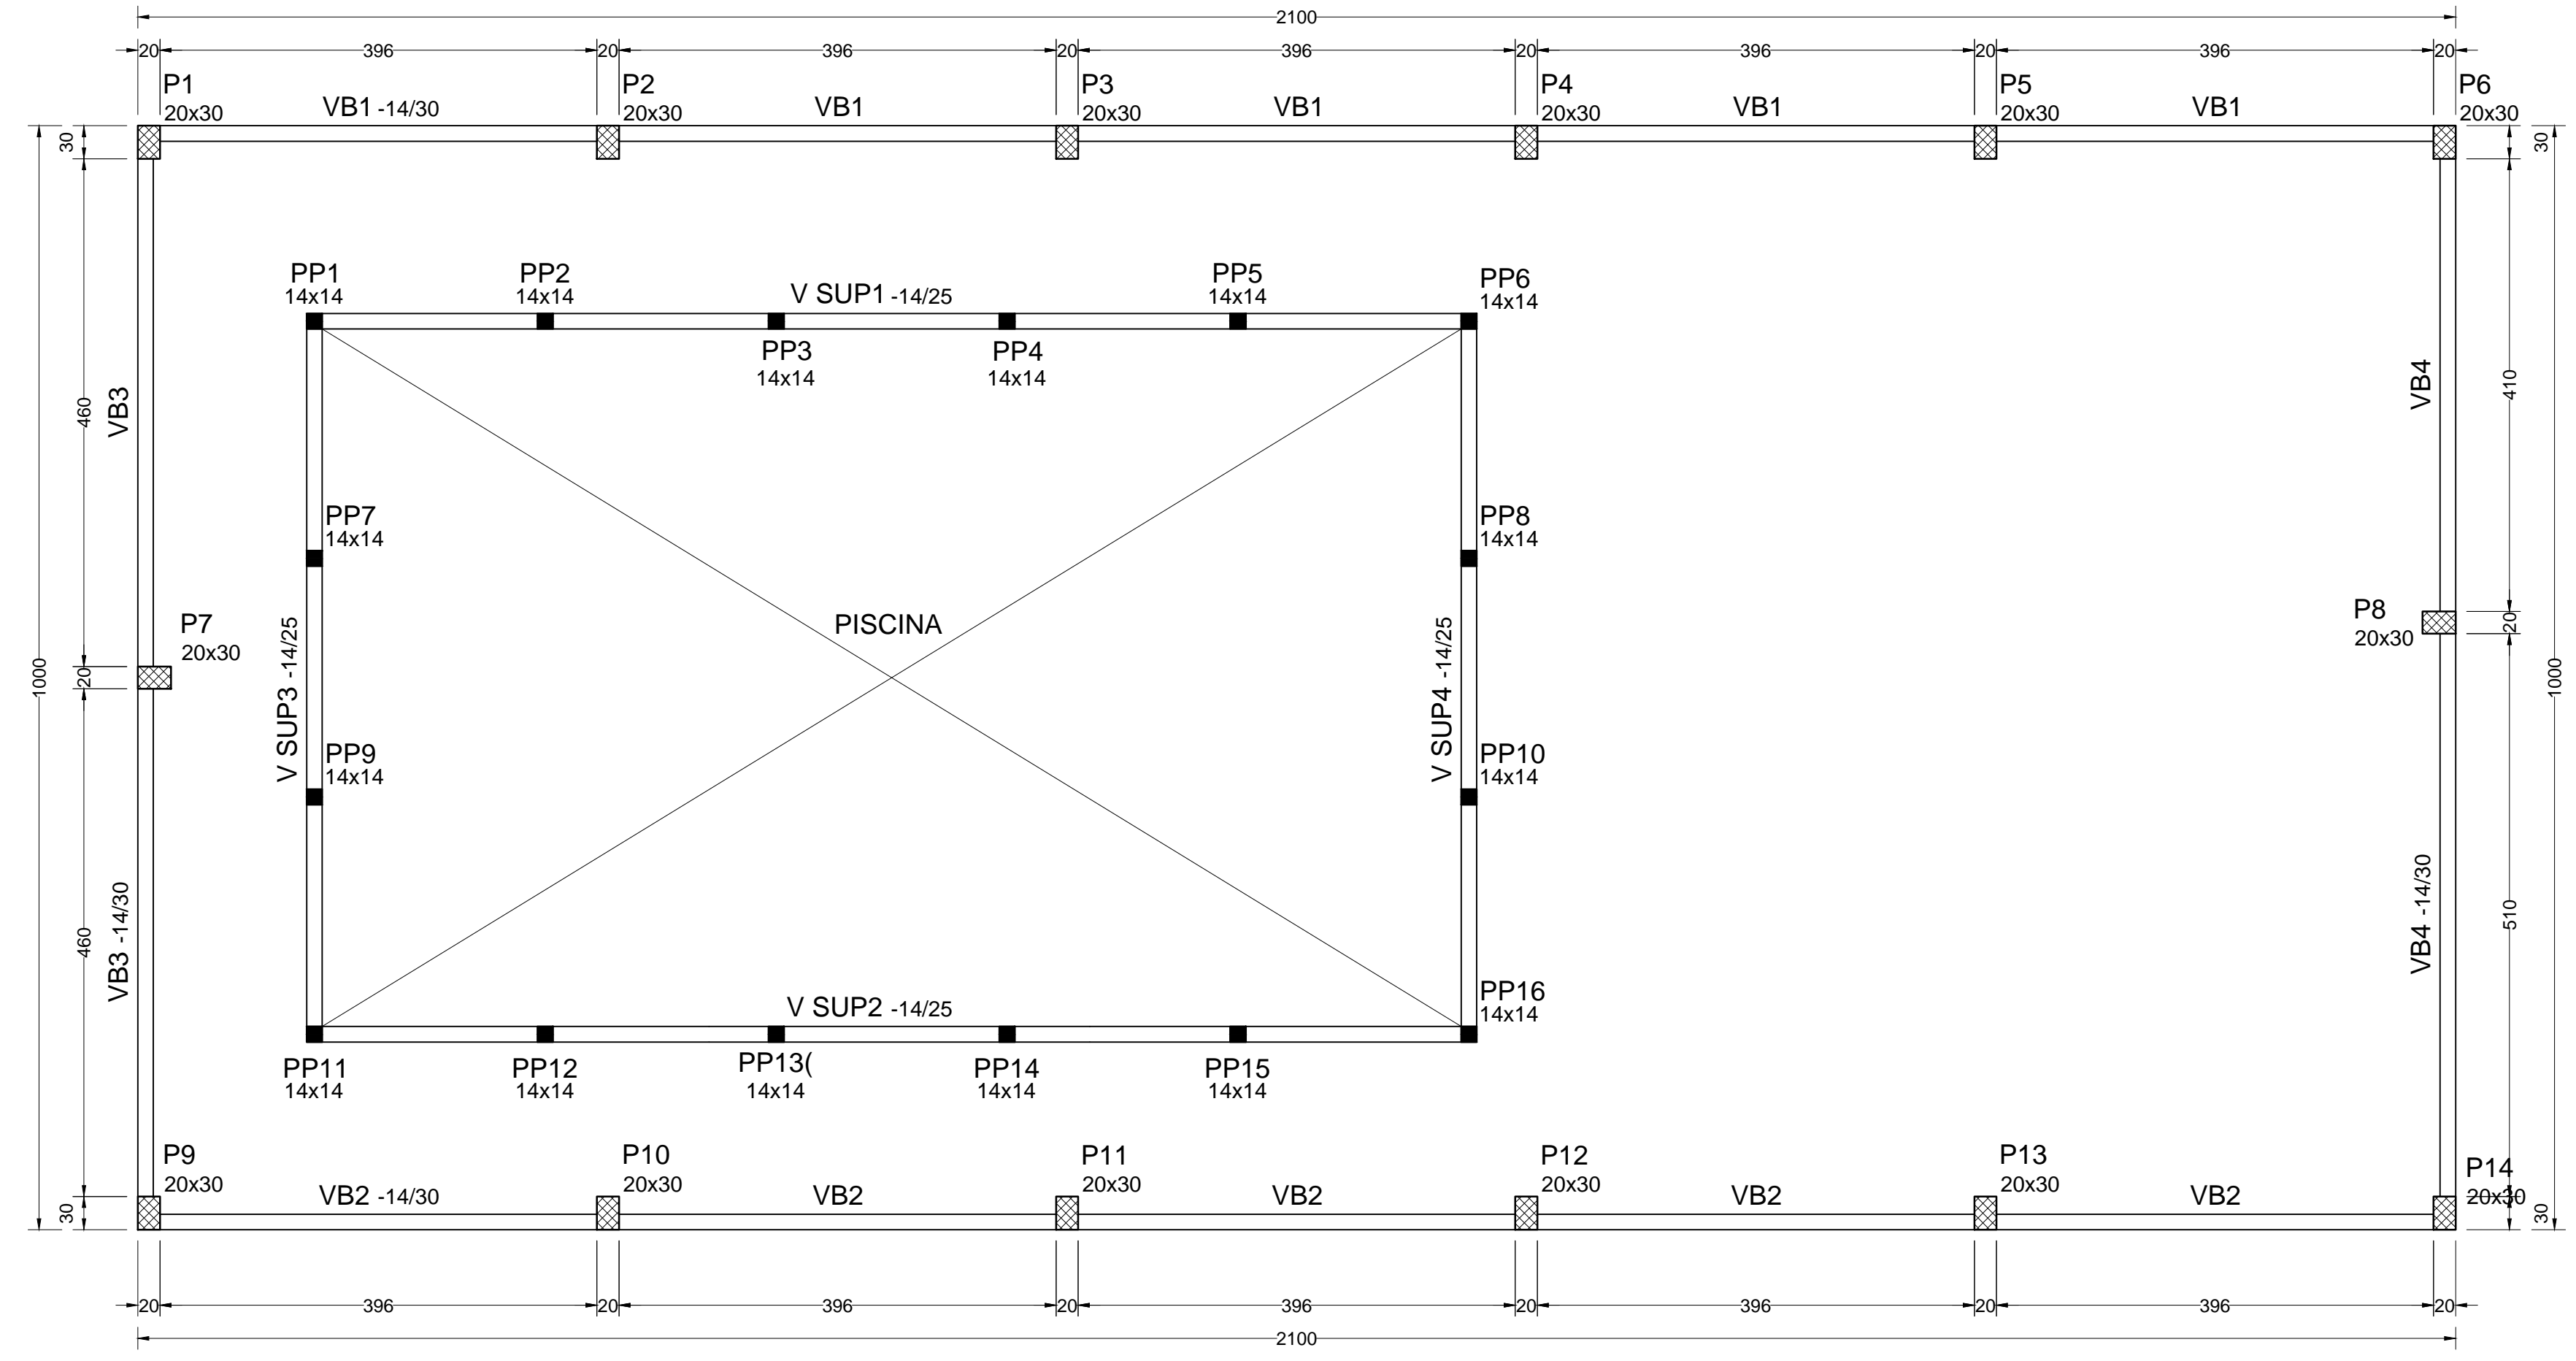 2100
20 396 20 396 20 396 20 396 20 396 20
P1 P2 P3 P4 P5 P6
20x30 VB1 -14/30 20x30 VB1 20x30 VB1 20x30 VB1 20x30 VB1 20x30
30 30
PP1 PP2 V SUP1 -14/25 PP5 PP6
14x14 14x14 14x14 14x14
PP3 PP4
14x14 14x14
460 VB3 VB4 410
PP7 PP8
14x14 14x14
P7 PISCINA P8
20x30 20x30
1000 20 V SUP3 -14/25 V SUP4 -14/25 20 1000
PP9 PP10
14x14 14x14
460 VB3 -14/30 VB4 -14/30 510
V SUP2 -14/25 PP16
14x14
PP11 PP12 PP13( PP14 PP15
14x14 14x14 14x14 14x14 14x14
P9 P10 P11 P12 P13 P14
20x30 VB2 -14/30 20x30 VB2 20x30 VB2 20x30 VB2 20x30 VB2 20x30
30 30
20 396 20 396 20 396 20 396 20 396 20
2100